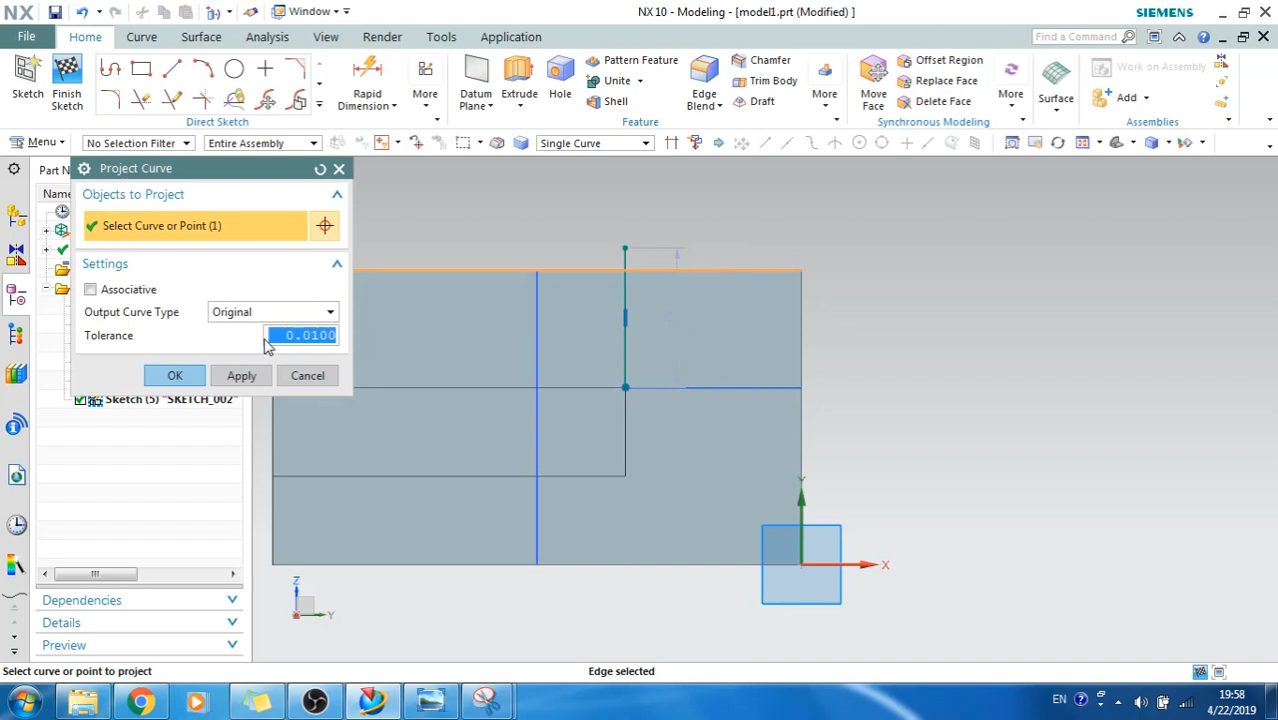 NX
Window
NX 10 - Modeling - [model1.prt (Modified) ]
SIEMENS
File
Home
Curve
Surface
Analysis
View
Render
Tools
Application
Find a Command
Sketch
Finish
Sketch
Direct Sketch
Rapid
Dimension
More
Datum
Plane
Extrude
Hole
Pattern Feature
Unite
Shell
Edge
Blend
Chamfer
Trim Body
Draft
More
Feature
Move
Face
Offset Region
Replace Face
Delete Face
More
Synchronous Modeling
Surface
Work on Assembly
Add
Assemblies
Menu
No Selection Filter
Entire Assembly
Single Curve
Part N
Name
Project Curve
Objects to Project
Select Curve or Point (1)
Settings
Associative
Output Curve Type
Original
Tolerance
0.0100
OK
Apply
Cancel
Sketch (5) "SKETCH_002"
Y
X
Z
Y
Dependencies
Details
Preview
Select curve or point to project
Edge selected
EN
19:58
4/22/2019